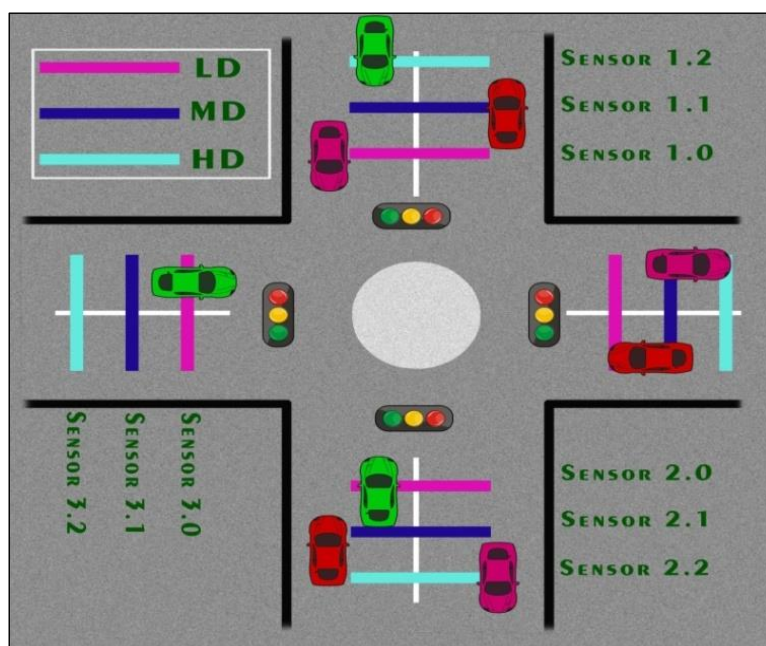 LD
MD
HD
Sensor 1.2
Sensor 1.1
Sensor 1.0
Sensor 3.2
Sensor 3.1
Sensor 3.0
Sensor 2.0
Sensor 2.1
Sensor 2.2